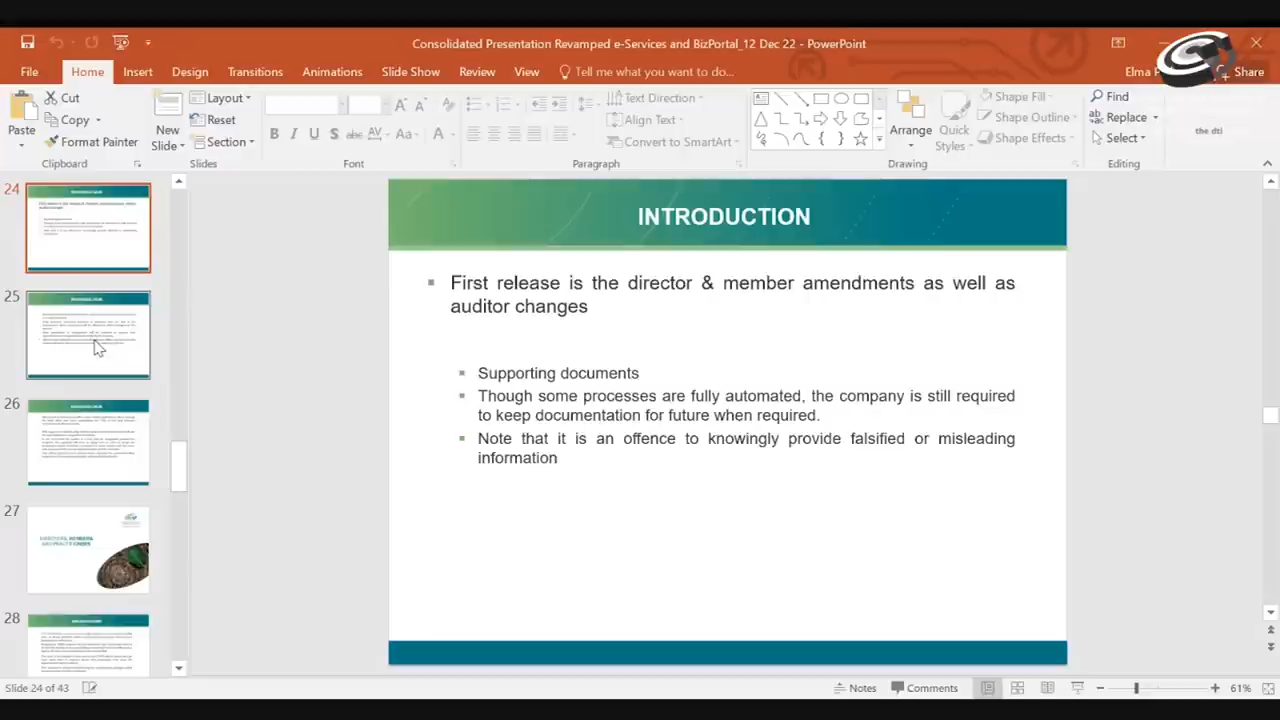 Consolidated Presentation Revamped e-Services and BizPortal_12 Dec 22 - PowerPoint
File Home Insert Design Transitions Animations Slide Show Review View Tell me what you want to do... Elma Share
Paste Cut Copy Format Painter
New Slide Layout Reset Section
B I U S abc AV Aa A
Text Direction Align Text Convert to SmartArt
Arrange Quick Styles Shape Fill Shape Outline Shape Effects
Find Replace Select
the dti
Clipboard Slides Font Paragraph Drawing Editing
24
25
26
27
28
INTRODUCTION
First release is the director & member amendments as well as
auditor changes
Supporting documents
Though some processes are fully automated, the company is still required
to keep documentation for future when required.
Note that it is an offence to knowingly provide falsified or misleading
information
Slide 24 of 43 Notes Comments 61%